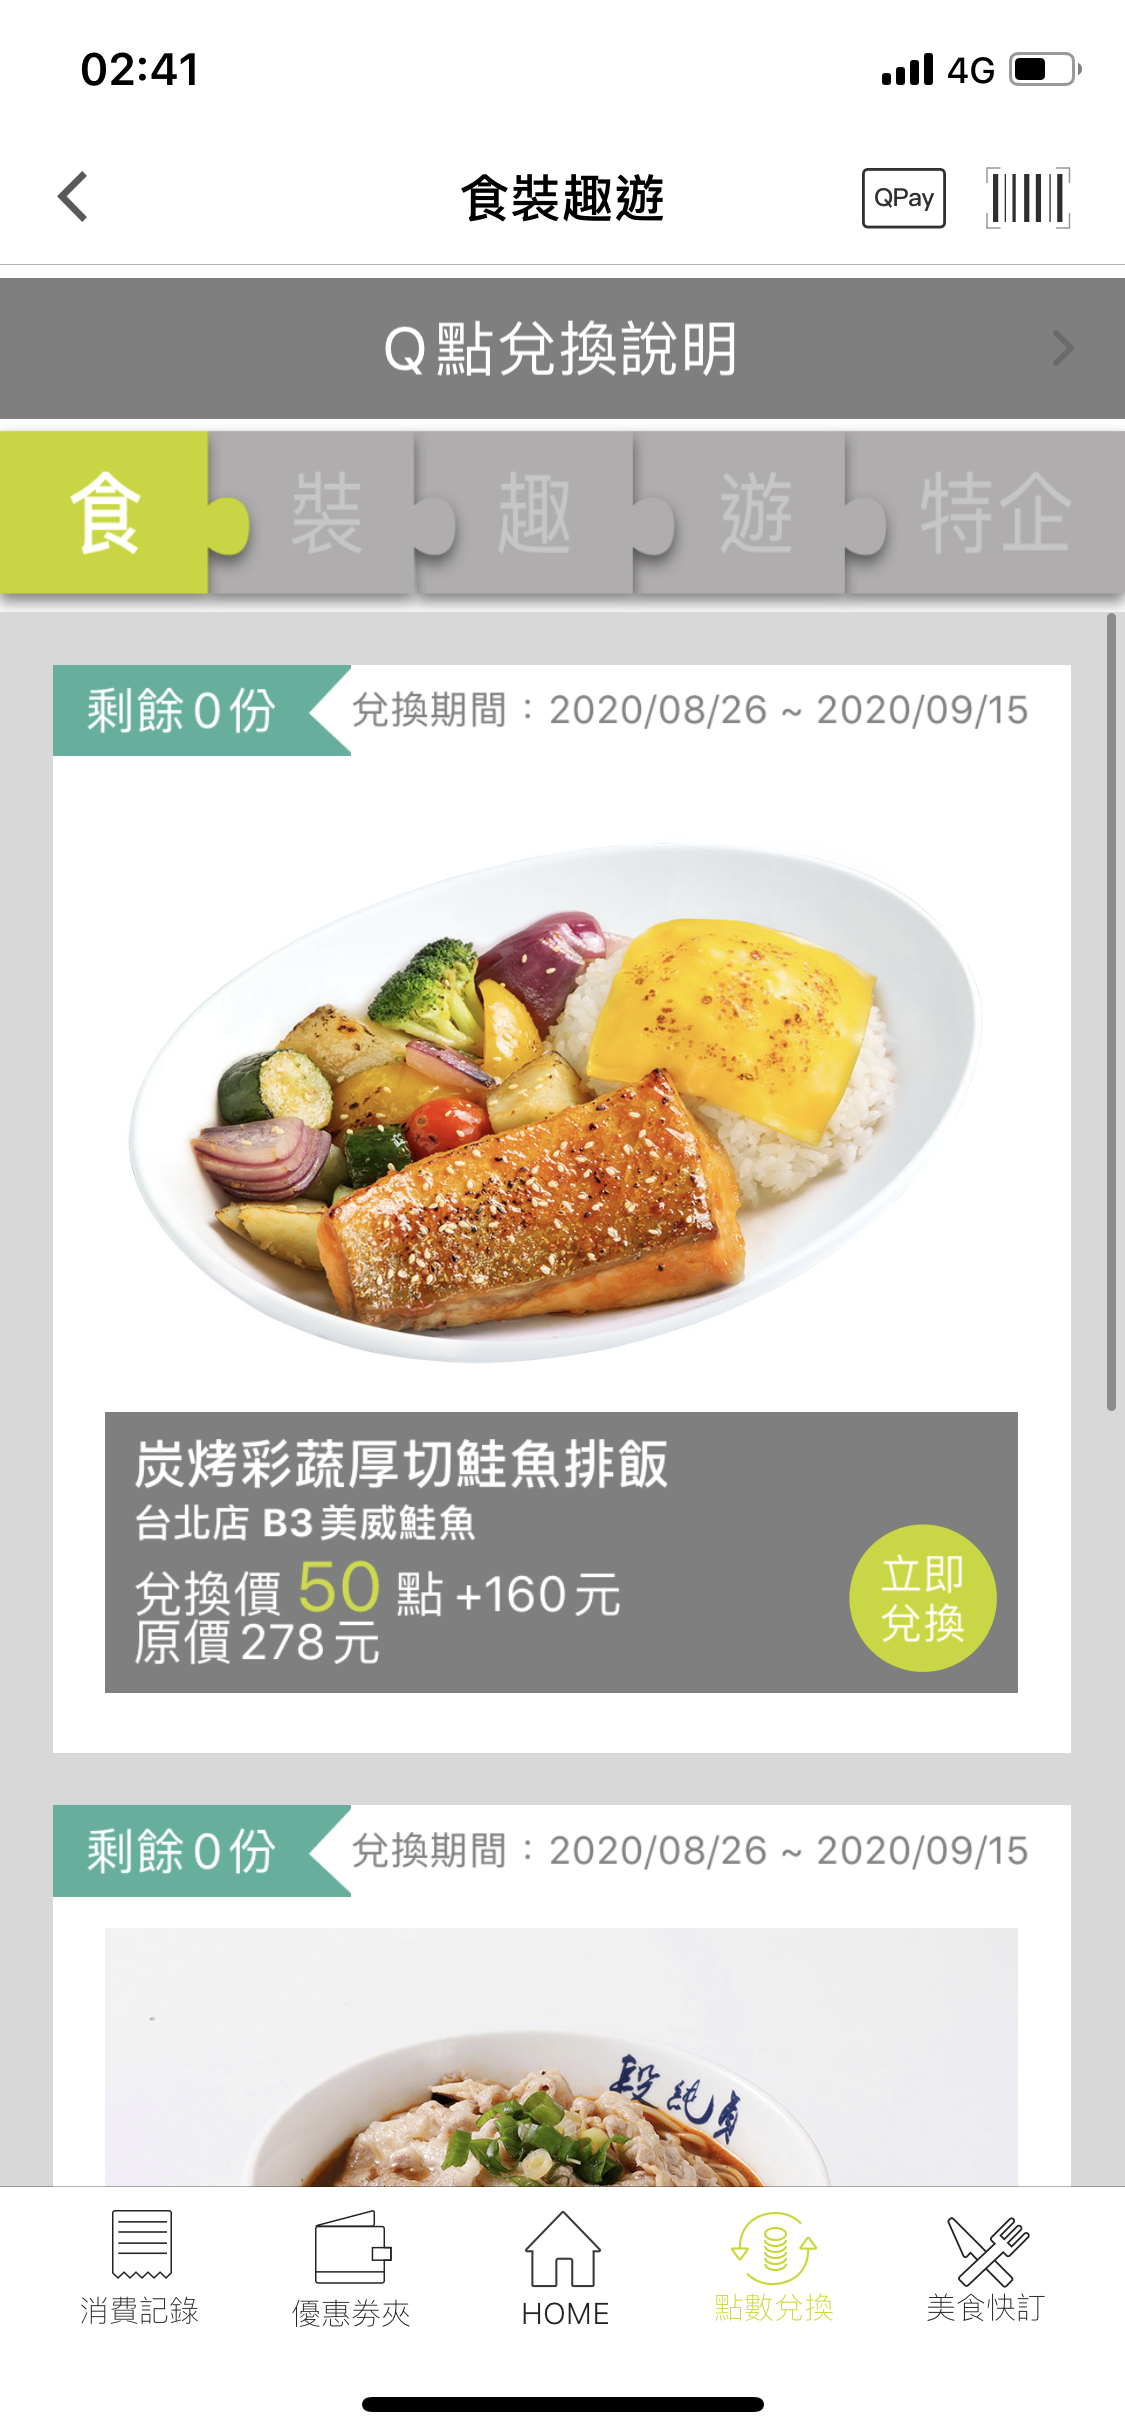 02:41
4G
食裝趣遊
QPay
Q點兌換說明
食
裝
趣
遊
特企
剩餘0份
兌換期間：2020/08/26 ~ 2020/09/15
炭烤彩蔬厚切鮭魚排飯
台北店 B3美威鮭魚
兌換價 50 點 +160元
原價278元
立即
兌換
剩餘0份
兌換期間：2020/08/26 ~ 2020/09/15
段純貞
消費記錄
優惠券夾
HOME
點數兌換
美食快訂